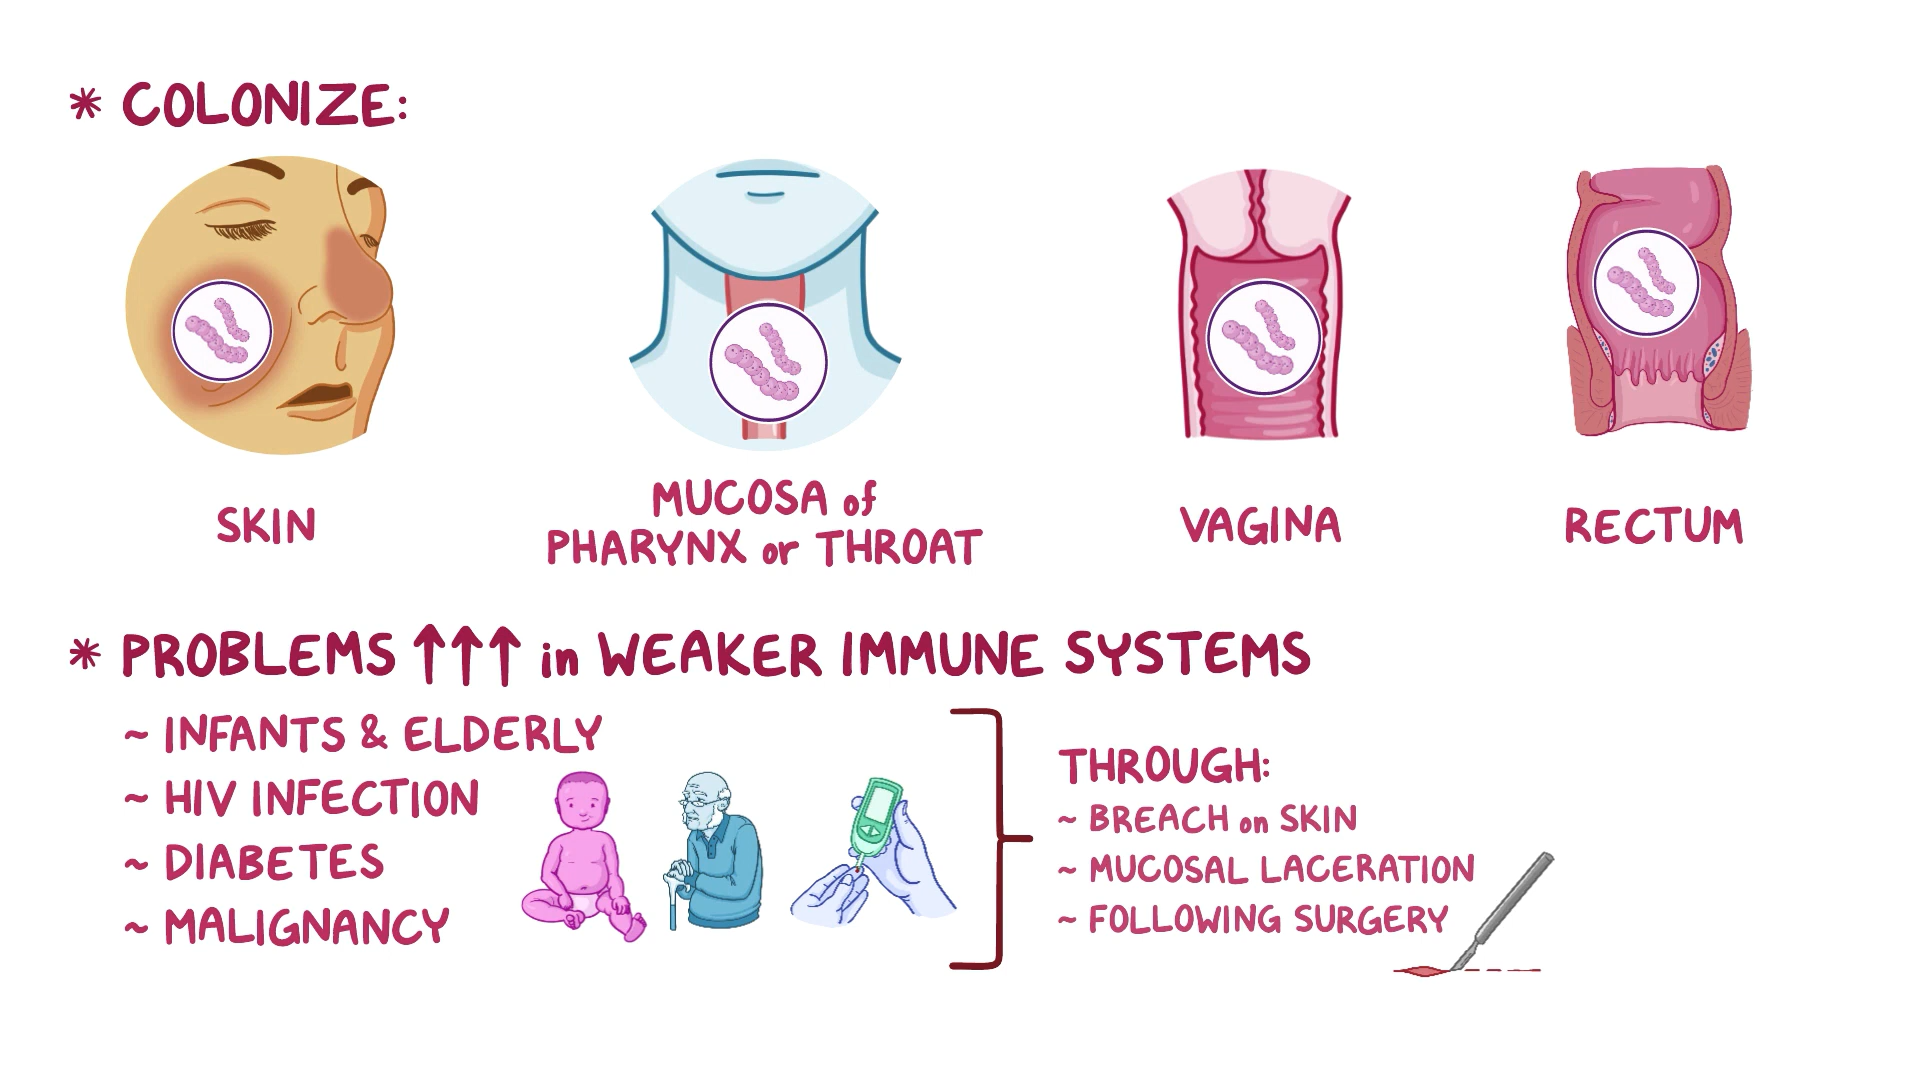 * COLONIZE:
SKIN
MUCOSA of
PHARYNX or THROAT
VAGINA
RECTUM
* PROBLEMS ↑↑↑ in WEAKER IMMUNE SYSTEMS
~ INFANTS & ELDERLY
~ HIV INFECTION
~ DIABETES
~ MALIGNANCY
THROUGH:
~ BREACH on SKIN
~ MUCOSAL LACERATION
~ FOLLOWING SURGERY